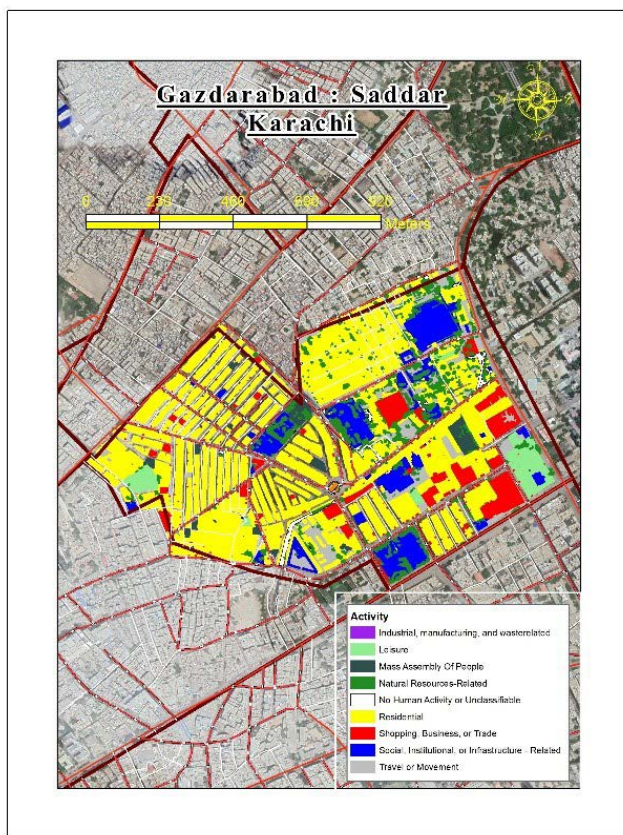 Gazdarabad : Saddar
Karachi
0 230 460 690 920
Meters
Activity
Industrial, manufacturing, and wasterelated
Leisure
Mass Assembly Of People
Natural Resources-Related
No Human Activity or Unclassifiable
Residential
Shopping, Business, or Trade
Social, Institutional, or Infrastructure - Related
Travel or Movement